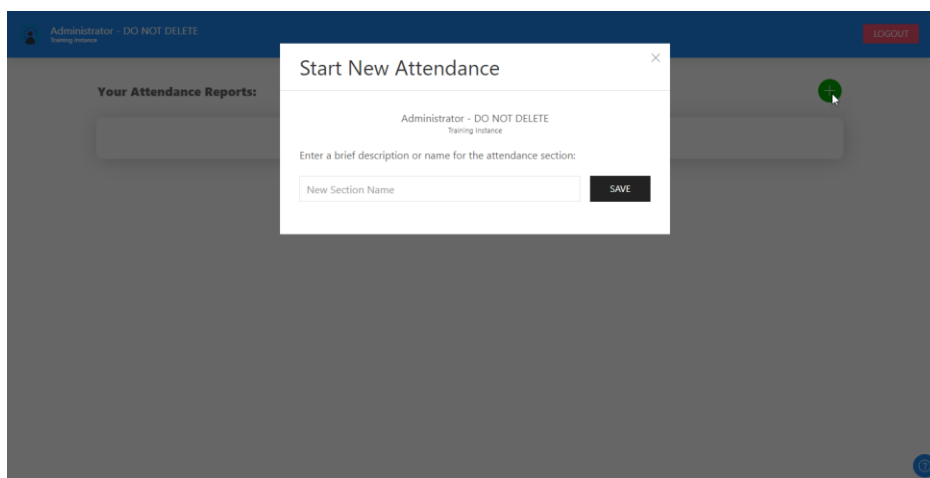 Administrator - DO NOT DELETE
Training Instance
LOGOUT
Start New Attendance
Your Attendance Reports:
Administrator - DO NOT DELETE
Training Instance
Enter a brief description or name for the attendance section:
New Section Name
SAVE